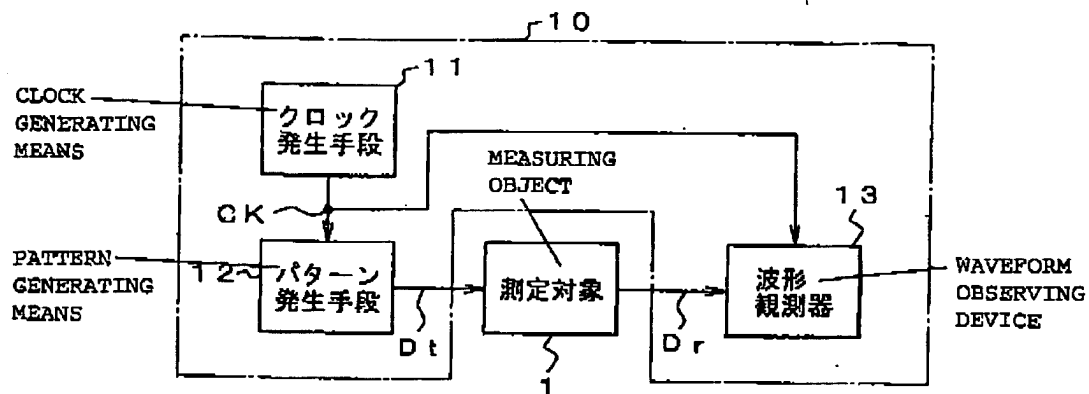 10
11
CLOCK
GENERATING
MEANS
クロック
発生手段
MEASURING
OBJECT
CK
13
PATTERN
GENERATING
MEANS
12
パターン
発生手段
測定対象
波形
観測器
WAVEFORM
OBSERVING
DEVICE
Dt
Dr
1